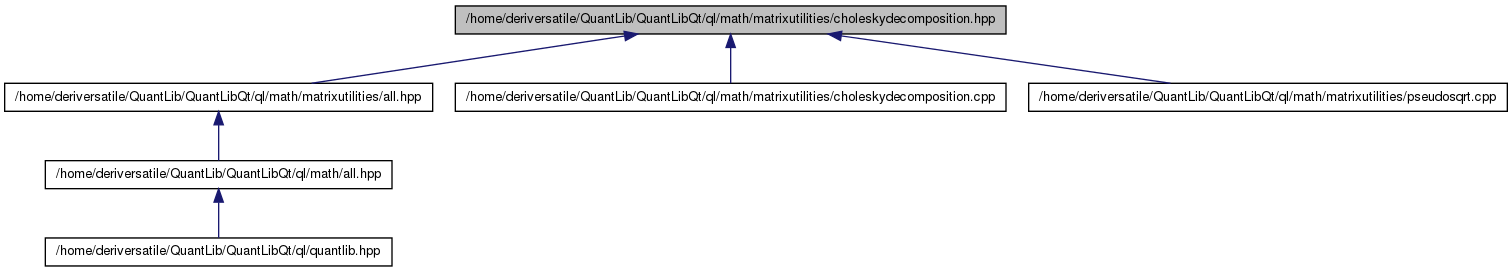 /home/deriversatile/QuantLib/QuantLibQt/ql/math/matrixutilities/choleskydecomposition.hpp
/home/deriversatile/QuantLib/QuantLibQt/ql/math/matrixutilities/all.hpp
/home/deriversatile/QuantLib/QuantLibQt/ql/math/matrixutilities/choleskydecomposition.cpp
/home/deriversatile/QuantLib/QuantLibQt/ql/math/matrixutilities/pseudosqrt.cpp
/home/deriversatile/QuantLib/QuantLibQt/ql/math/all.hpp
/home/deriversatile/QuantLib/QuantLibQt/ql/quantlib.hpp